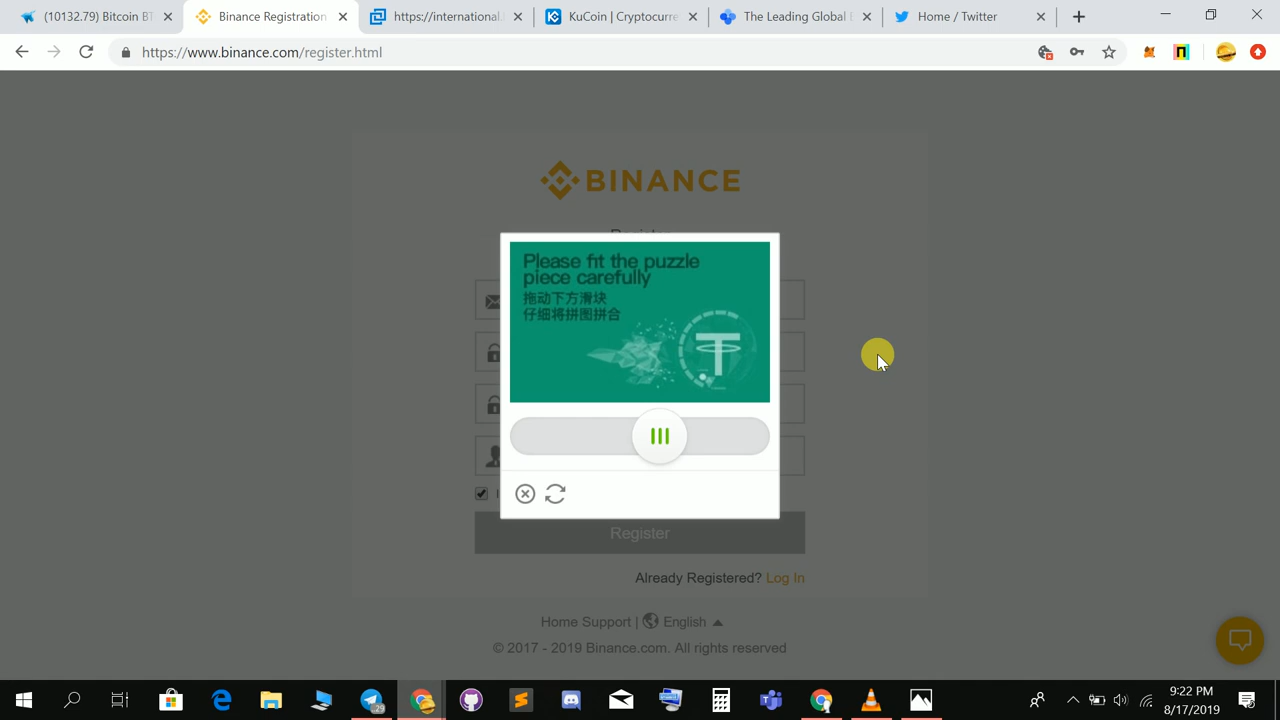 (10132.79) Bitcoin BT
Binance Registration
https://international.
KuCoin | Cryptocurre
The Leading Global
Home / Twitter
https://www.binance.com/register.html
BINANCE
Please fit the puzzle
piece carefully
拖动下方滑块
仔细将拼图拼合
Register
Already Registered? Log In
Home Support | English
© 2017 - 2019 Binance.com. All rights reserved
29
9:22 PM
8/17/2019